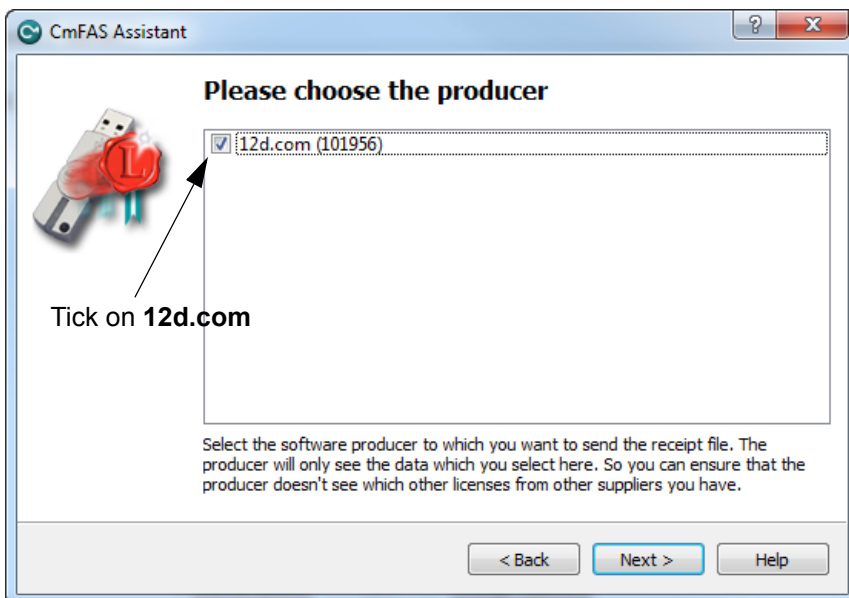 CmFAS Assistant
Please choose the producer
12d.com (101956)
Tick on 12d.com
Select the software producer to which you want to send the receipt file. The
producer will only see the data which you select here. So you can ensure that the
producer doesn't see which other licenses from other suppliers you have.
< Back Next > Help